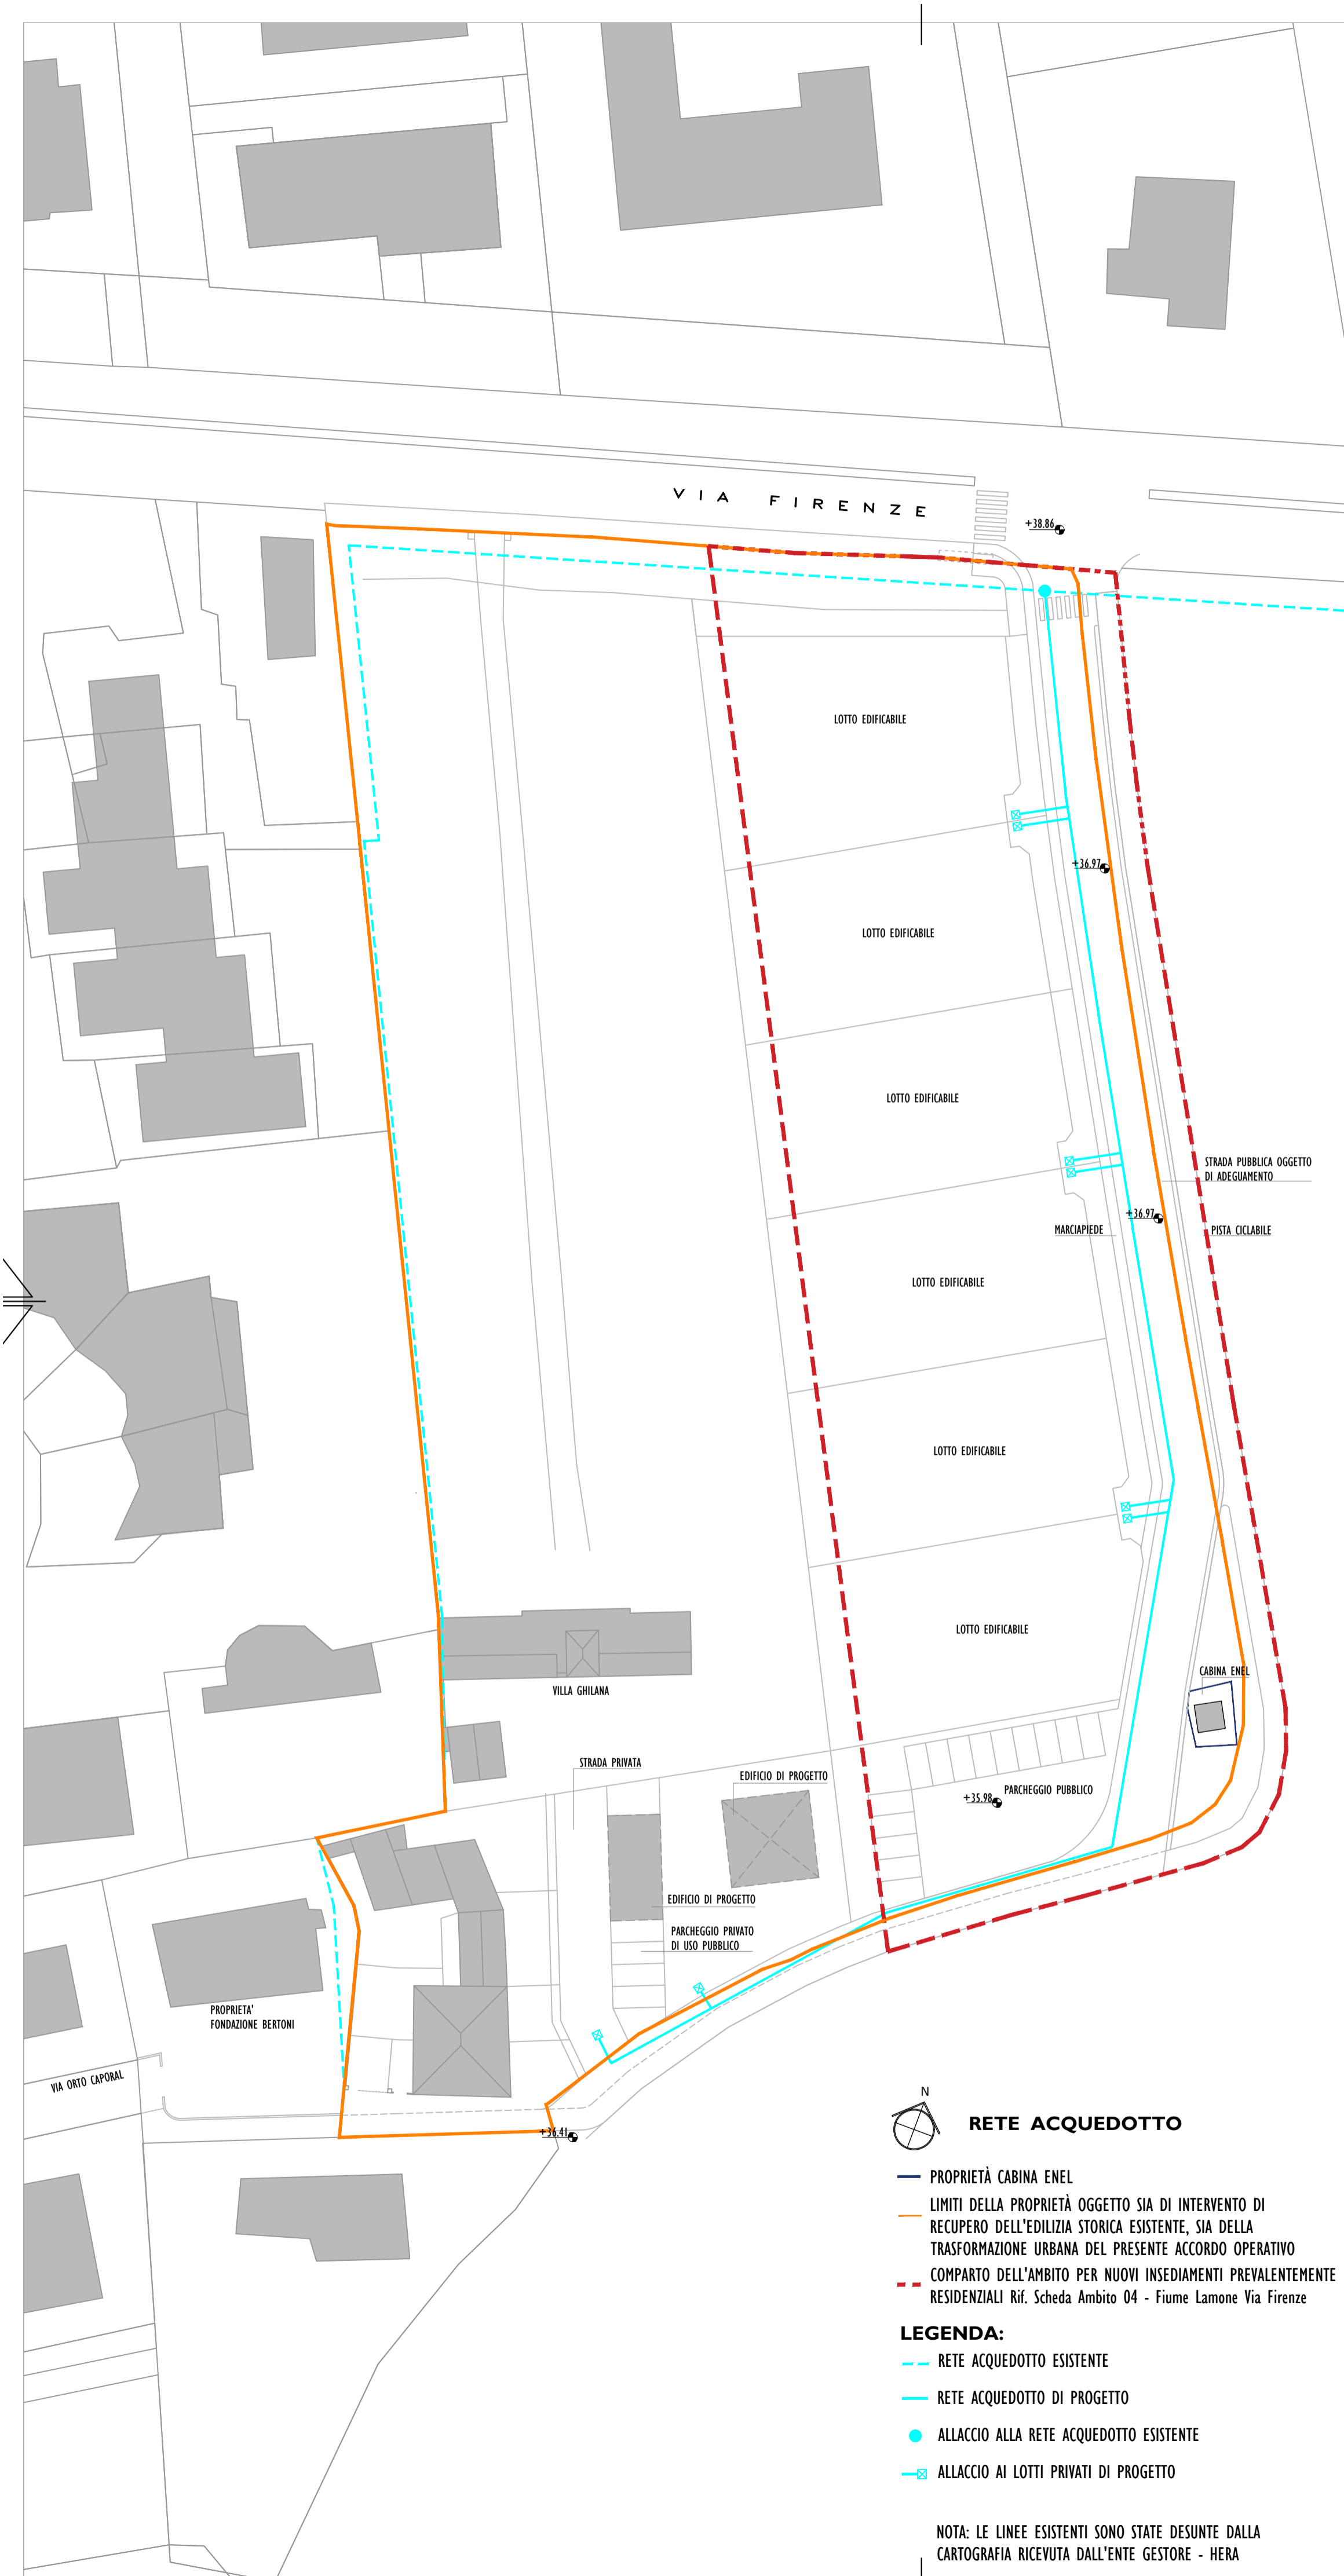 VIA FIRENZE
+38.86
LOTTO EDIFICABILE
+36.97
LOTTO EDIFICABILE
LOTTO EDIFICABILE
STRADA PUBBLICA OGGETTO
DI ADEGUAMENTO
+36.97
MARCIAPIEDE
PISTA CICLABILE
LOTTO EDIFICABILE
LOTTO EDIFICABILE
LOTTO EDIFICABILE
CABINA ENEL
VILLA GHILANA
STRADA PRIVATA
EDIFICIO DI PROGETTO
PARCHEGGIO PUBBLICO
+35.98
EDIFICIO DI PROGETTO
PARCHEGGIO PRIVATO
DI USO PUBBLICO
PROPRIETA'
FONDAZIONE BERTONI
VIA ORTO CAPORAL
+36.41
N
RETE ACQUEDOTTO
PROPRIETÀ CABINA ENEL
LIMITI DELLA PROPRIETÀ OGGETTO SIA DI INTERVENTO DI
RECUPERO DELL'EDILIZIA STORICA ESISTENTE, SIA DELLA
TRASFORMAZIONE URBANA DEL PRESENTE ACCORDO OPERATIVO
COMPARTO DELL'AMBITO PER NUOVI INSEDIAMENTI PREVALENTEMENTE
RESIDENZIALI Rif. Scheda Ambito 04 - Fiume Lamone Via Firenze
LEGENDA:
RETE ACQUEDOTTO ESISTENTE
RETE ACQUEDOTTO DI PROGETTO
ALLACCIO ALLA RETE ACQUEDOTTO ESISTENTE
ALLACCIO AI LOTTI PRIVATI DI PROGETTO
NOTA: LE LINEE ESISTENTI SONO STATE DESUNTE DALLA
CARTOGRAFIA RICEVUTA DALL'ENTE GESTORE - HERA